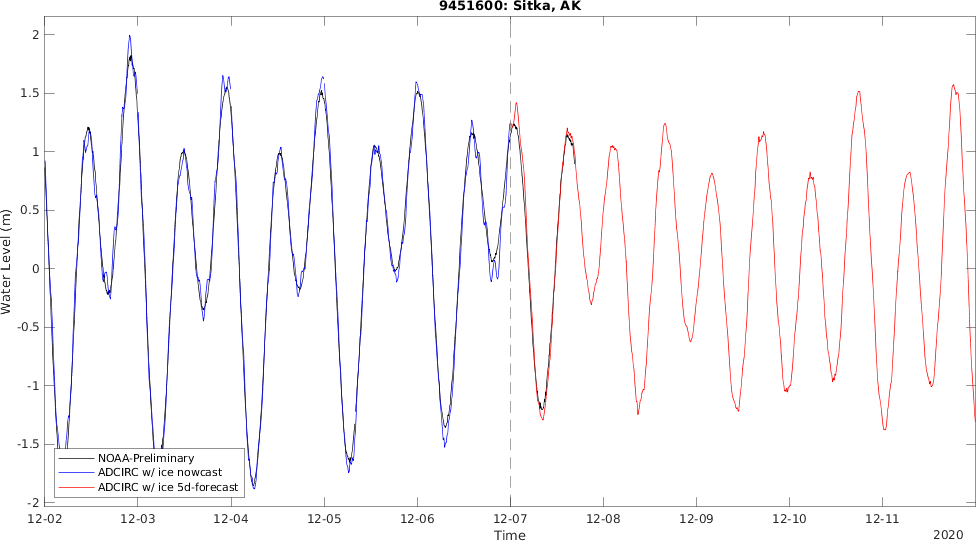 9451600: Sitka, AK
Water Level (m)
2
1.5
1
0.5
0
-0.5
-1
-1.5
-2
NOAA-Preliminary
ADCIRC w/ ice nowcast
ADCIRC w/ ice 5d-forecast
12-02 12-03 12-04 12-05 12-06 12-07 12-08 12-09 12-10 12-11
Time
2020